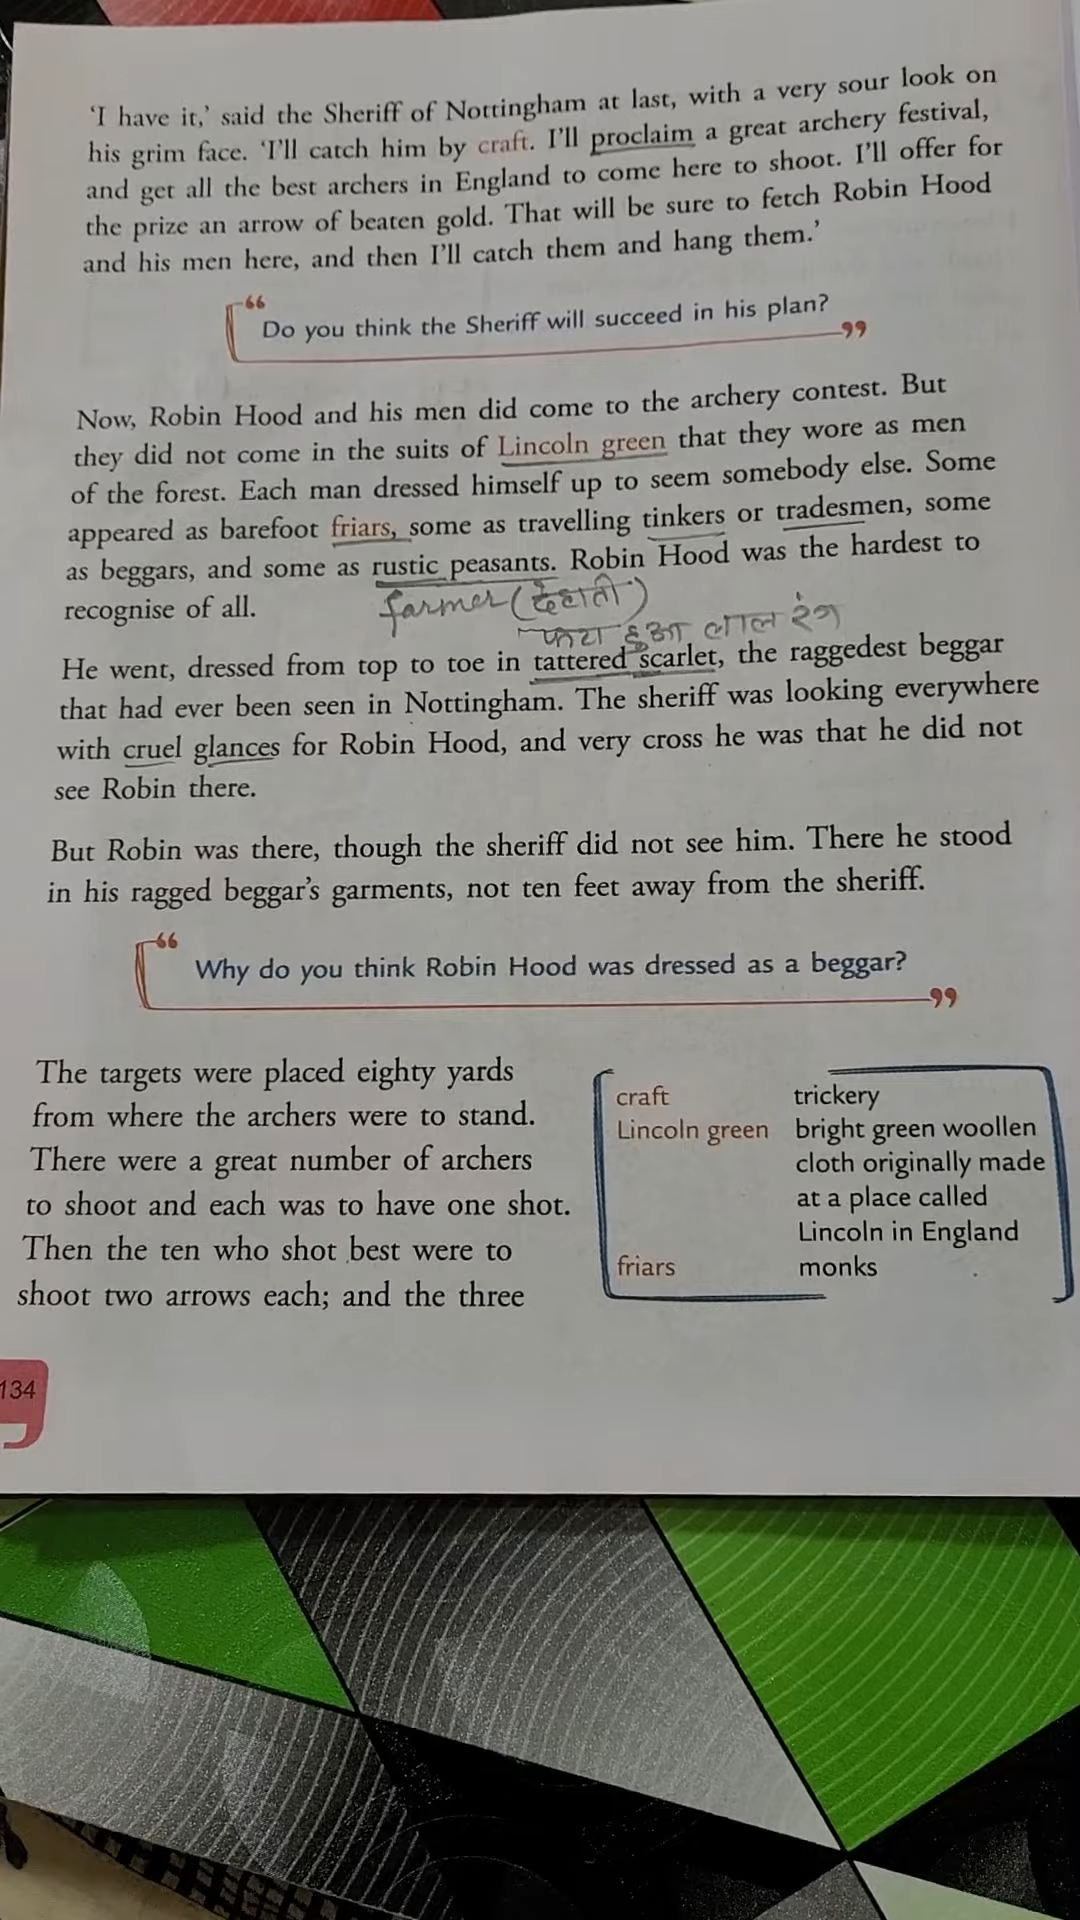 ‘I have it,’ said the Sheriff of Nottingham at last, with a very sour look on
his grim face. ‘I’ll catch him by craft. I’ll proclaim a great archery festival,
and get all the best archers in England to come here to shoot. I’ll offer for
the prize an arrow of beaten gold. That will be sure to fetch Robin Hood
and his men here, and then I’ll catch them and hang them.’
“
Do you think the Sheriff will succeed in his plan?
”
Now, Robin Hood and his men did come to the archery contest. But
they did not come in the suits of Lincoln green that they wore as men
of the forest. Each man dressed himself up to seem somebody else. Some
appeared as barefoot friars, some as travelling tinkers or tradesmen, some
as beggars, and some as rustic peasants. Robin Hood was the hardest to
recognise of all.
farmer (देहाती)
फटा हुआ लाल रंग
He went, dressed from top to toe in tattered scarlet, the raggedest beggar
that had ever been seen in Nottingham. The sheriff was looking everywhere
with cruel glances for Robin Hood, and very cross he was that he did not
see Robin there.
But Robin was there, though the sheriff did not see him. There he stood
in his ragged beggar’s garments, not ten feet away from the sheriff.
“
Why do you think Robin Hood was dressed as a beggar?
”
The targets were placed eighty yards
from where the archers were to stand.
There were a great number of archers
to shoot and each was to have one shot.
Then the ten who shot best were to
shoot two arrows each; and the three
craft trickery
Lincoln green bright green woollen
cloth originally made
at a place called
Lincoln in England
friars monks
134